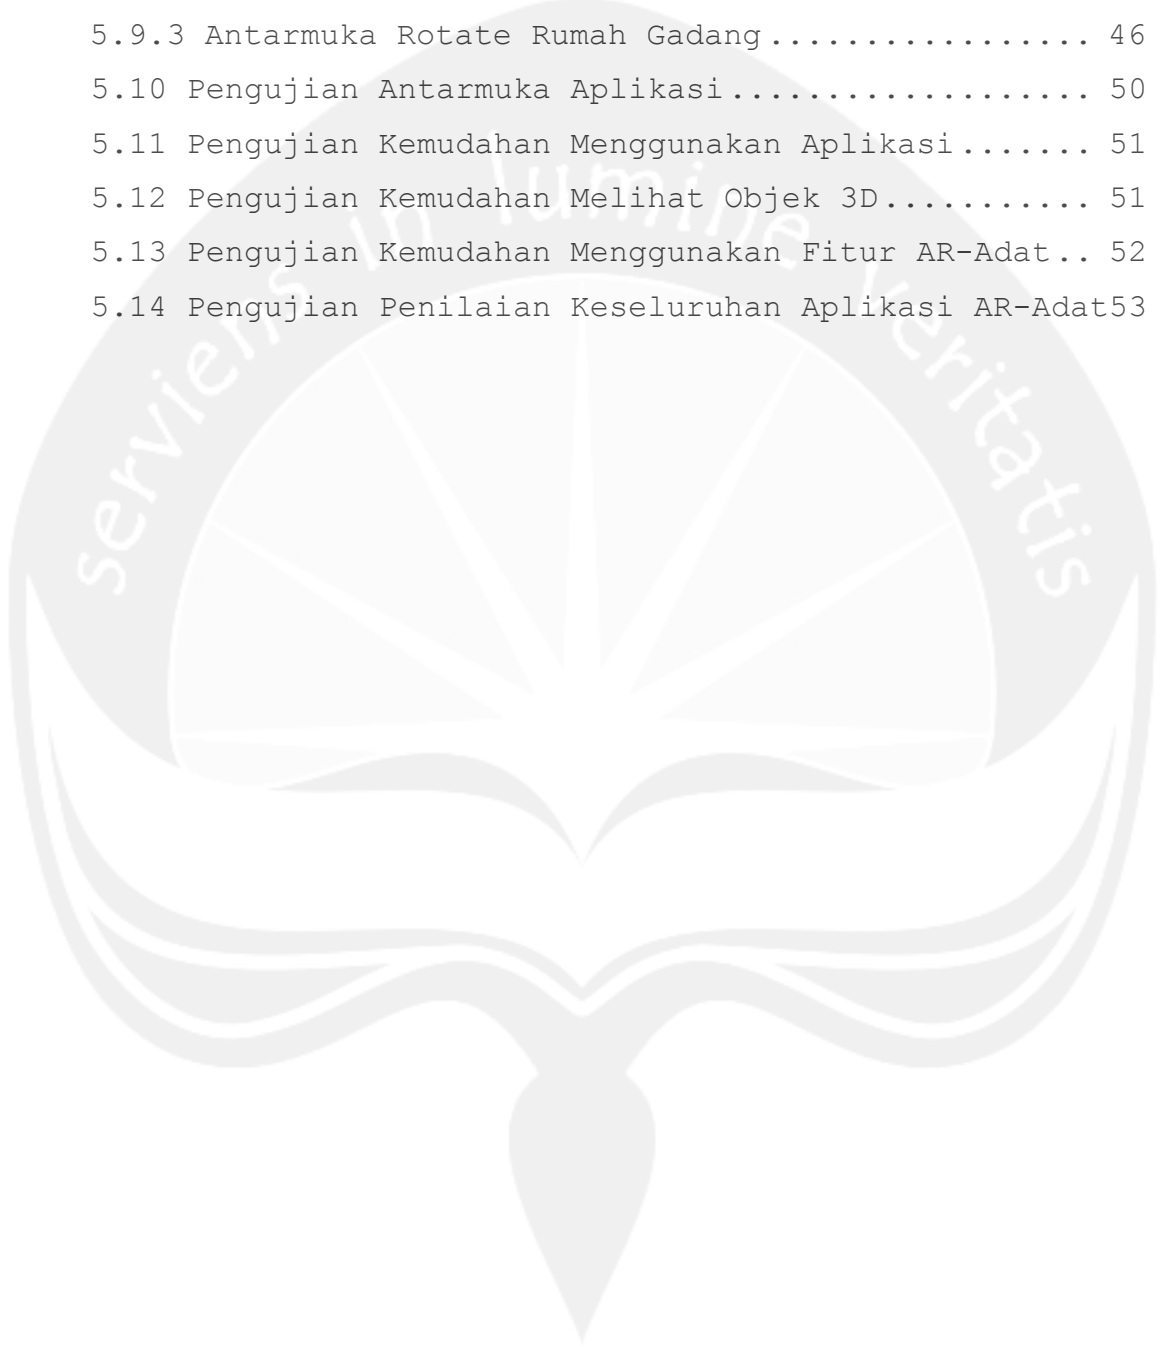 5.9.3 Antarmuka Rotate Rumah Gadang ................. 46
5.10 Pengujian Antarmuka Aplikasi ................... 50
5.11 Pengujian Kemudahan Menggunakan Aplikasi ....... 51
5.12 Pengujian Kemudahan Melihat Objek 3D ........... 51
5.13 Pengujian Kemudahan Menggunakan Fitur AR-Adat .. 52
5.14 Pengujian Penilaian Keseluruhan Aplikasi AR-Adat53
serviens in lumine veritatis